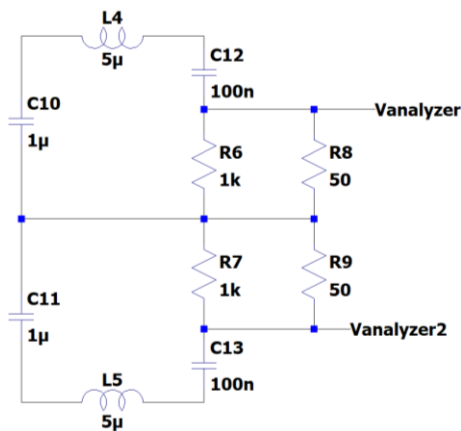 L4
5µ
C12
100n
Vanalyzer
C10
1µ
R6
1k
R8
50
R7
1k
R9
50
C11
1µ
Vanalyzer2
C13
100n
L5
5µ